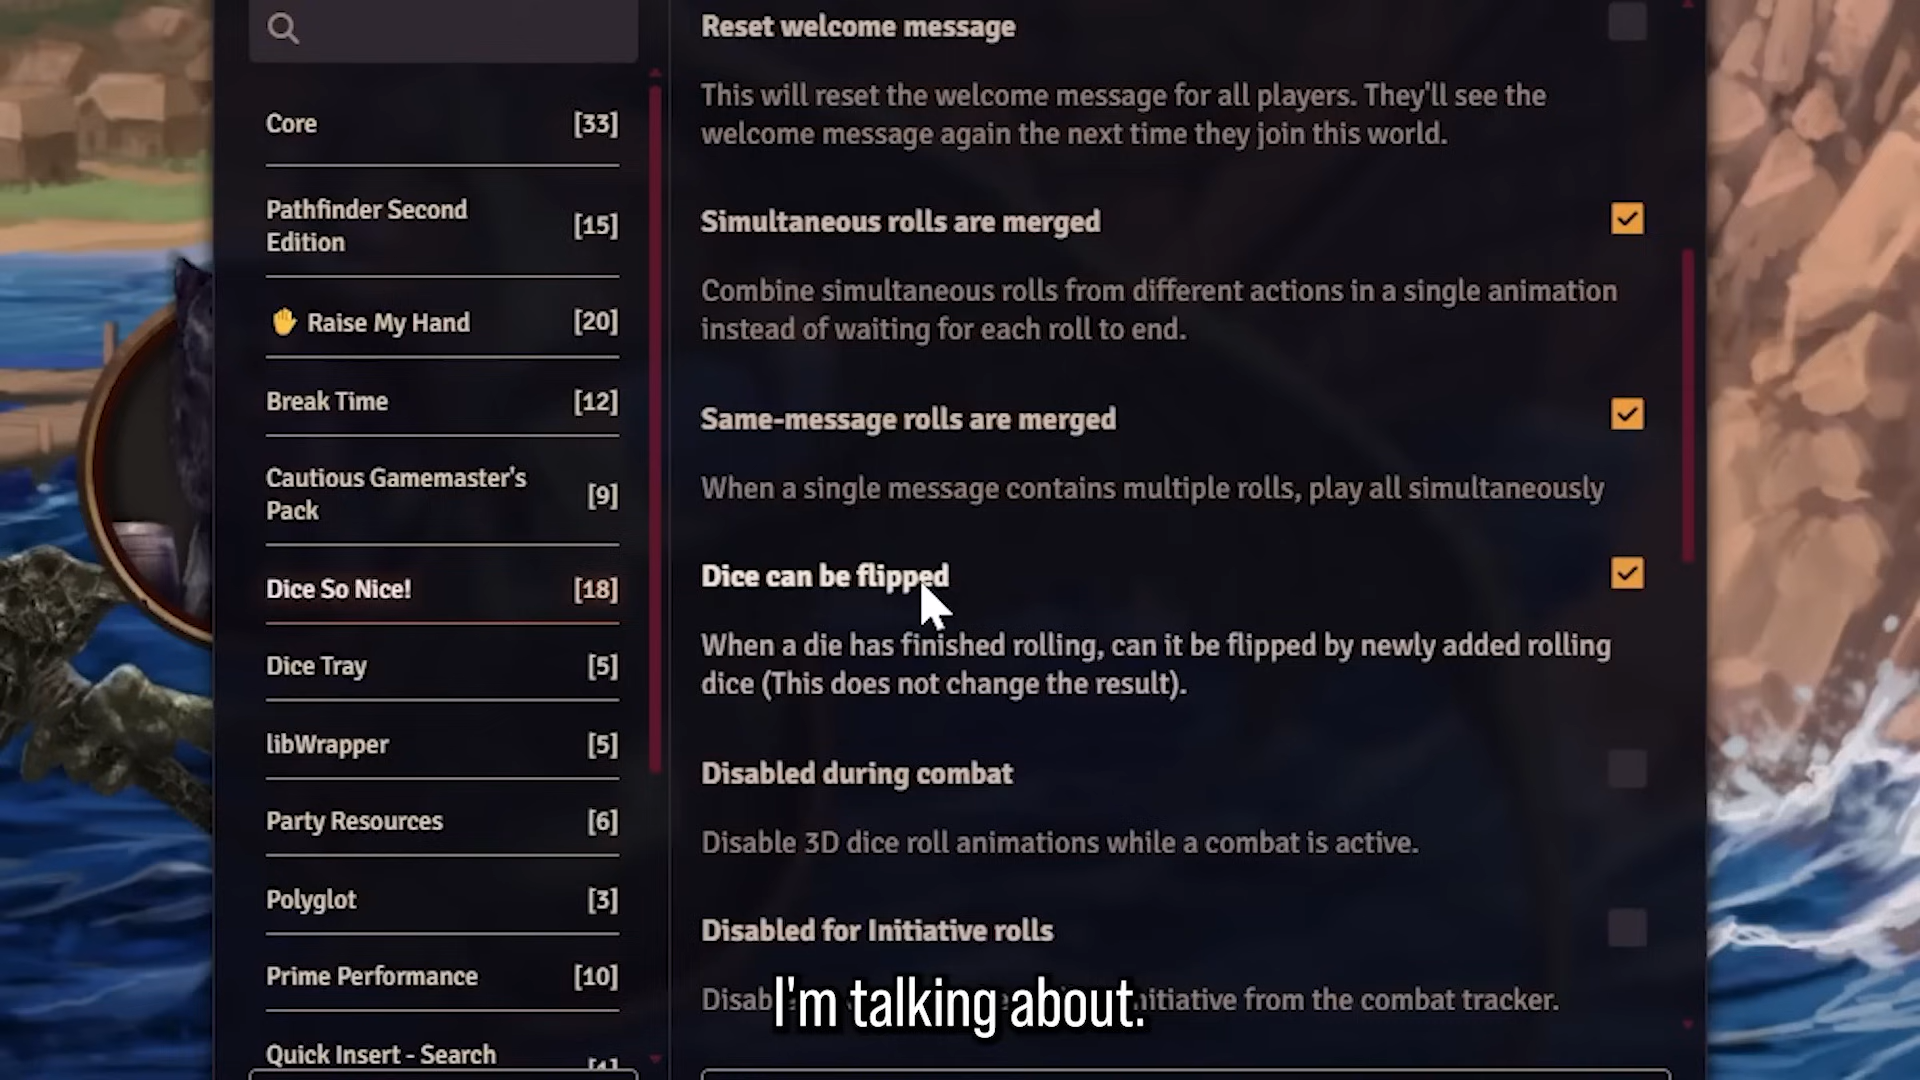 Core [33]
Pathfinder Second
Edition [15]
Raise My Hand [20]
Break Time [12]
Cautious Gamemaster's
Pack [9]
Dice So Nice! [18]
Dice Tray [5]
libWrapper [5]
Party Resources [6]
Polyglot [3]
Prime Performance [10]
Quick Insert - Search
Reset welcome message
This will reset the welcome message for all players. They'll see the
welcome message again the next time they join this world.
Simultaneous rolls are merged
Combine simultaneous rolls from different actions in a single animation
instead of waiting for each roll to end.
Same-message rolls are merged
When a single message contains multiple rolls, play all simultaneously
Dice can be flipped
When a die has finished rolling, can it be flipped by newly added rolling
dice (This does not change the result).
Disabled during combat
Disable 3D dice roll animations while a combat is active.
Disabled for Initiative rolls
from the combat tracker.
I'm talking about.